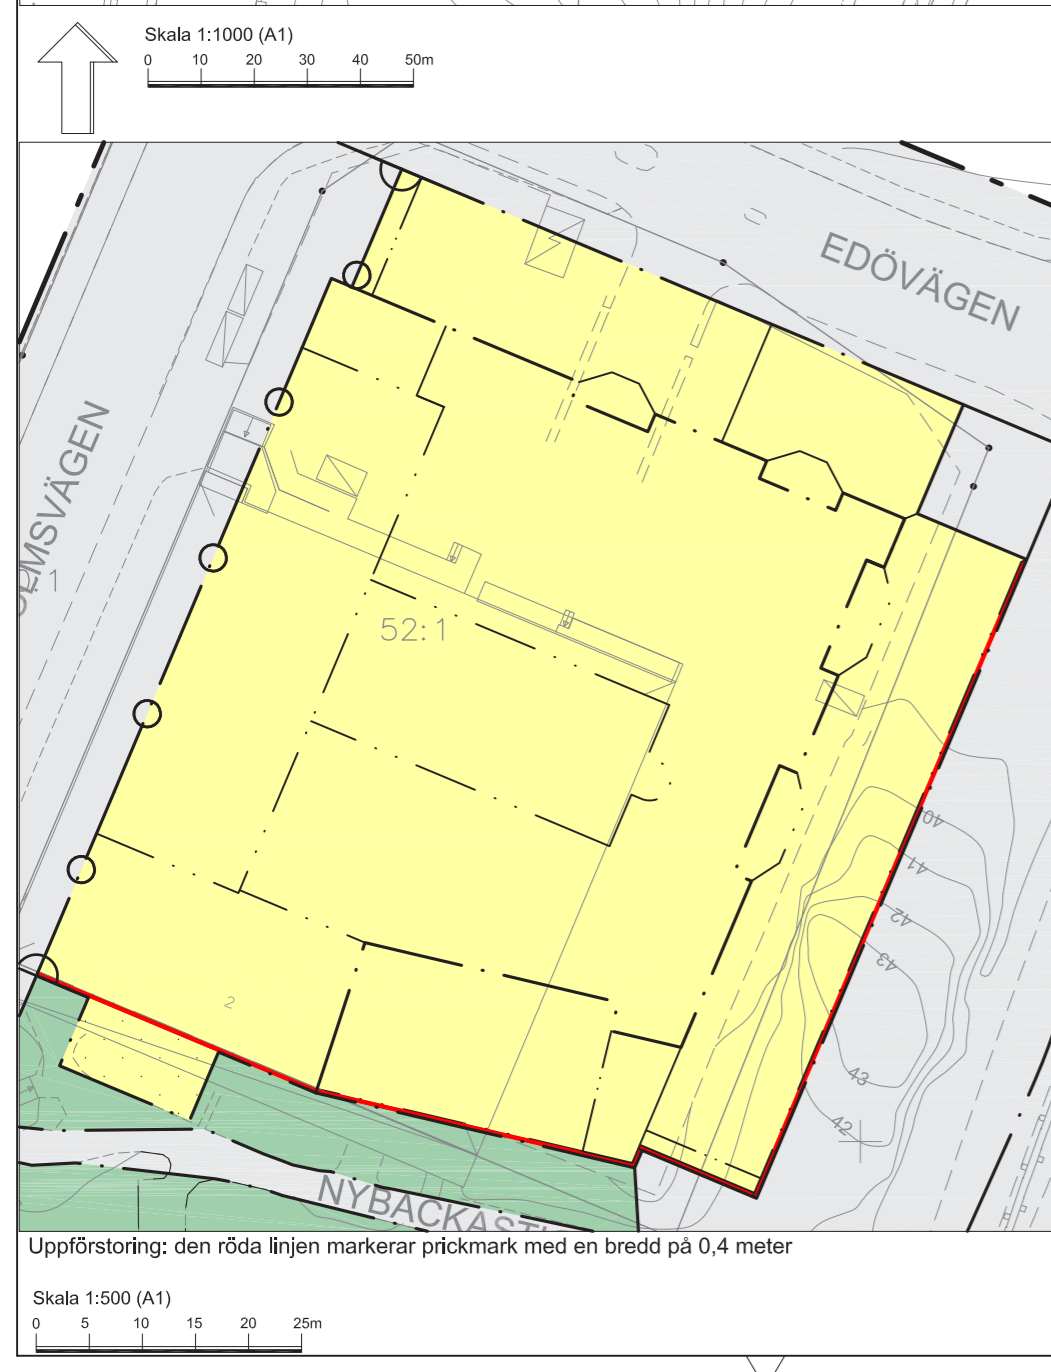 Skala 1:1000 (A1)
0 10 20 30 40 50m
EDÖVÄGEN
52:1
40
41
42
43
2
43
42
Uppförstoring: den röda linjen markerar prickmark med en bredd på 0,4 meter
Skala 1:500 (A1)
0 5 10 15 20 25m